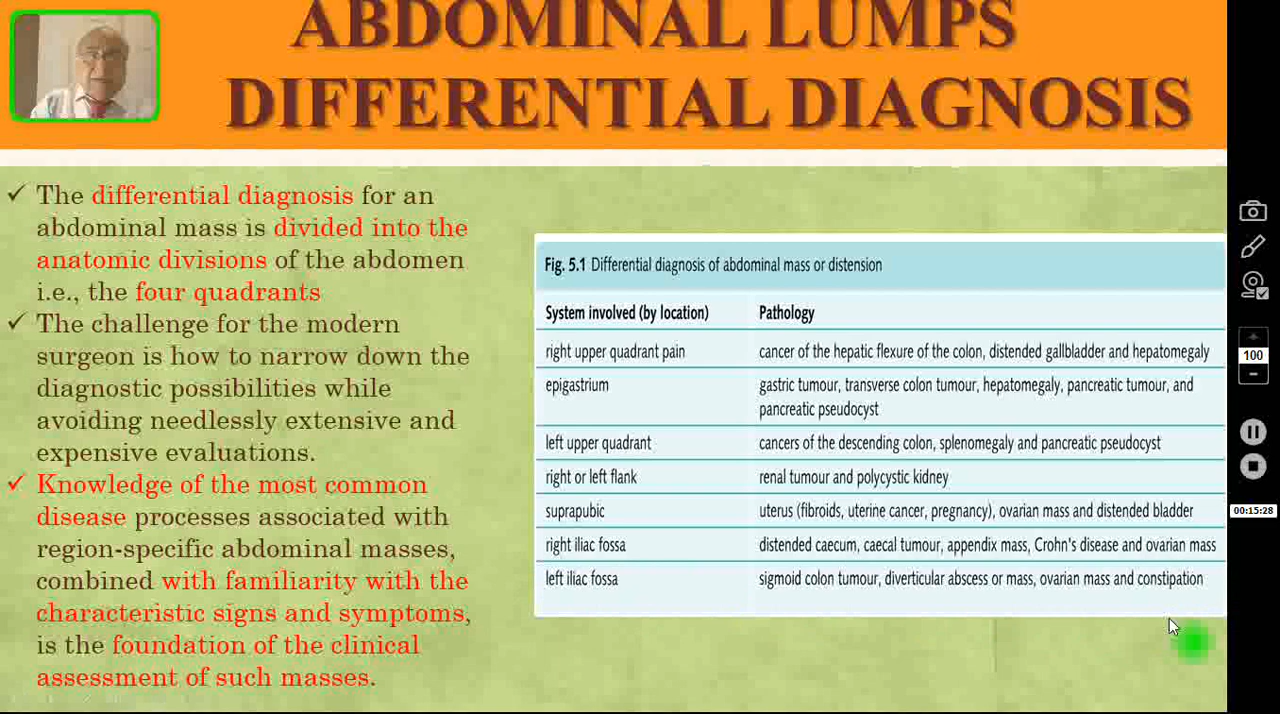 ABDOMINAL LUMPS
DIFFERENTIAL DIAGNOSIS
✓ The differential diagnosis for an
abdominal mass is divided into the
anatomic divisions of the abdomen
i.e., the four quadrants
✓ The challenge for the modern
surgeon is how to narrow down the
diagnostic possibilities while
avoiding needlessly extensive and
expensive evaluations.
✓ Knowledge of the most common
disease processes associated with
region-specific abdominal masses,
combined with familiarity with the
characteristic signs and symptoms,
is the foundation of the clinical
assessment of such masses.
Fig. 5.1 Differential diagnosis of abdominal mass or distension
System involved (by location) Pathology
right upper quadrant pain cancer of the hepatic flexure of the colon, distended gallbladder and hepatomegaly
epigastrium gastric tumour, transverse colon tumour, hepatomegaly, pancreatic tumour, and
pancreatic pseudocyst
left upper quadrant cancers of the descending colon, splenomegaly and pancreatic pseudocyst
right or left flank renal tumour and polycystic kidney
suprapubic uterus (fibroids, uterine cancer, pregnancy), ovarian mass and distended bladder
right iliac fossa distended caecum, caecal tumour, appendix mass, Crohn's disease and ovarian mass
left iliac fossa sigmoid colon tumour, diverticular abscess or mass, ovarian mass and constipation
100
00:15:28